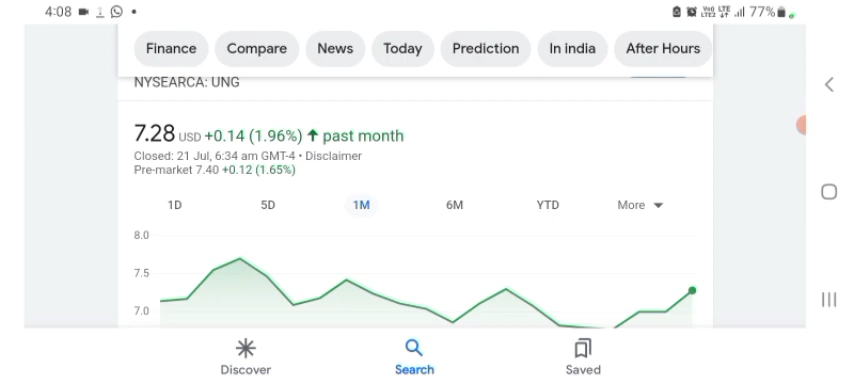 4:08
77%
Finance Compare News Today Prediction In india After Hours
NYSEARCA: UNG
7.28 USD +0.14 (1.96%) ↑ past month
Closed: 21 Jul, 6:34 am GMT-4 • Disclaimer
Pre-market 7.40 +0.12 (1.65%)
1D 5D 1M 6M YTD More
8.0
7.5
7.0
Discover Search Saved